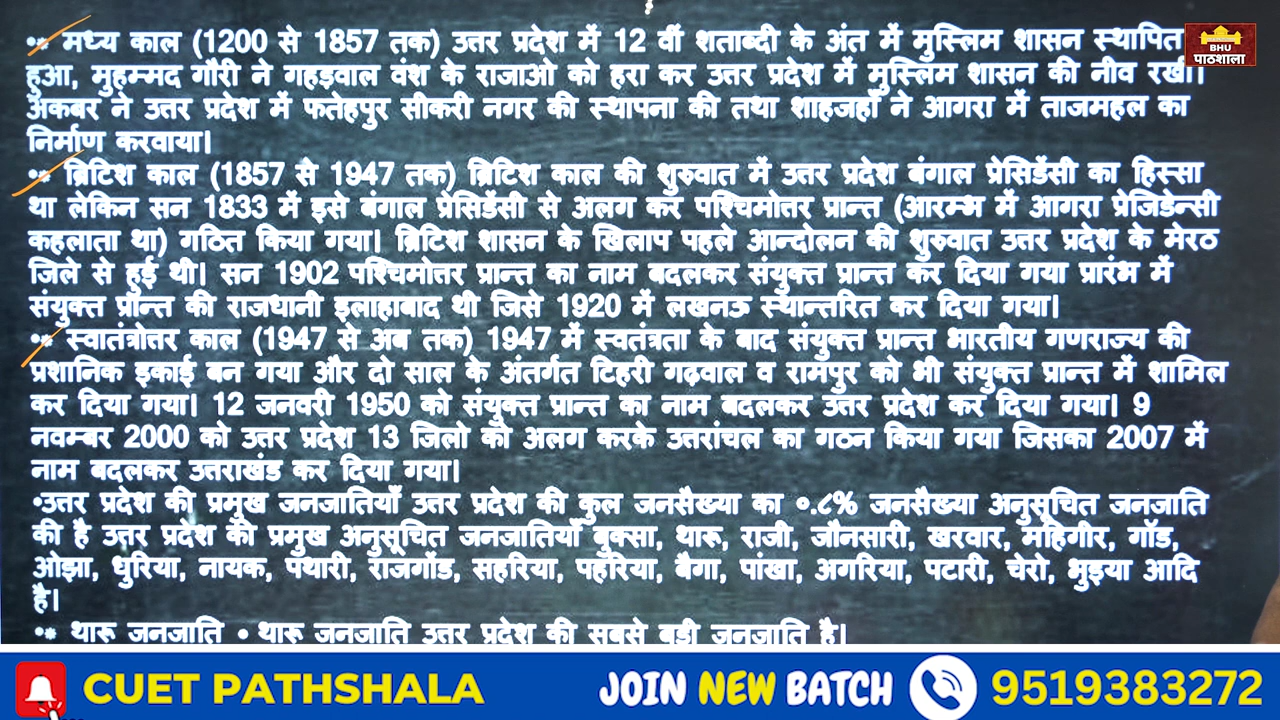 •* मध्य काल (1200 से 1857 तक) उत्तर प्रदेश में 12 वीं शताब्दी के अंत में मुस्लिम शासन स्थापित
हुआ, मुहम्मद गौरी ने गहड़वाल वंश के राजाओ को हरा कर उत्तर प्रदेश में मुस्लिम शासन की नीव रखी।
अकबर ने उत्तर प्रदेश में फतेहपुर सीकरी नगर की स्थापना की तथा शाहजहाँ ने आगरा में ताजमहल का
निर्माण करवाया।
•* ब्रिटिश काल (1857 से 1947 तक) ब्रिटिश काल की शुरुवात में उत्तर प्रदेश बंगाल प्रेसिडेंसी का हिस्सा
था लेकिन सन 1833 में इसे बंगाल प्रेसिडेंसी से अलग कर पश्चिमोतर प्रान्त (आरम्भ में आगरा प्रेजिडेन्सी
कहलाता था) गठित किया गया। ब्रिटिश शासन के खिलाप पहले आन्दोलन की शुरुवात उत्तर प्रदेश के मेरठ
जिले से हुई थी। सन 1902 पश्चिमोतर प्रान्त का नाम बदलकर संयुक्त प्रान्त कर दिया गया प्रारंभ में
संयुक्त प्रान्त की राजधानी इलाहाबाद थी जिसे 1920 में लखनऊ स्थान्तरित कर दिया गया।
•* स्वातंत्रोत्तर काल (1947 से अब तक) 1947 में स्वतंत्रता के बाद संयुक्त प्रान्त भारतीय गणराज्य की
प्रशानिक इकाई बन गया और दो साल के अंतर्गत टिहरी गढ़वाल व रामपुर को भी संयुक्त प्रान्त में शामिल
कर दिया गया। 12 जनवरी 1950 को संयुक्त प्रान्त का नाम बदलकर उत्तर प्रदेश कर दिया गया। 9
नवम्बर 2000 को उत्तर प्रदेश 13 जिलो को अलग करके उत्तरांचल का गठन किया गया जिसका 2007 में
नाम बदलकर उत्तराखंड कर दिया गया।
•उत्तर प्रदेश की प्रमुख जनजातियाँ उत्तर प्रदेश की कुल जनसँख्या का ०.८% जनसँख्या अनुसूचित जनजाति
की है उत्तर प्रदेश की प्रमुख अनुसूचित जनजातियाँ बुक्सा, थारू, राजी, जौनसारी, खरवार, महिगीर, गॉड,
ओझा, धुरिया, नायक, पथारी, राजगोंड, सहरिया, पहरिया, बैगा, पांखा, अगरिया, पटारी, चेरो, भुइया आदि
है।
•* थारू जनजाति • थारू जनजाति उत्तर प्रदेश की सबसे बड़ी जनजाति है।
BHU
पाठशाला
CUET PATHSHALA JOIN NEW BATCH 9519383272